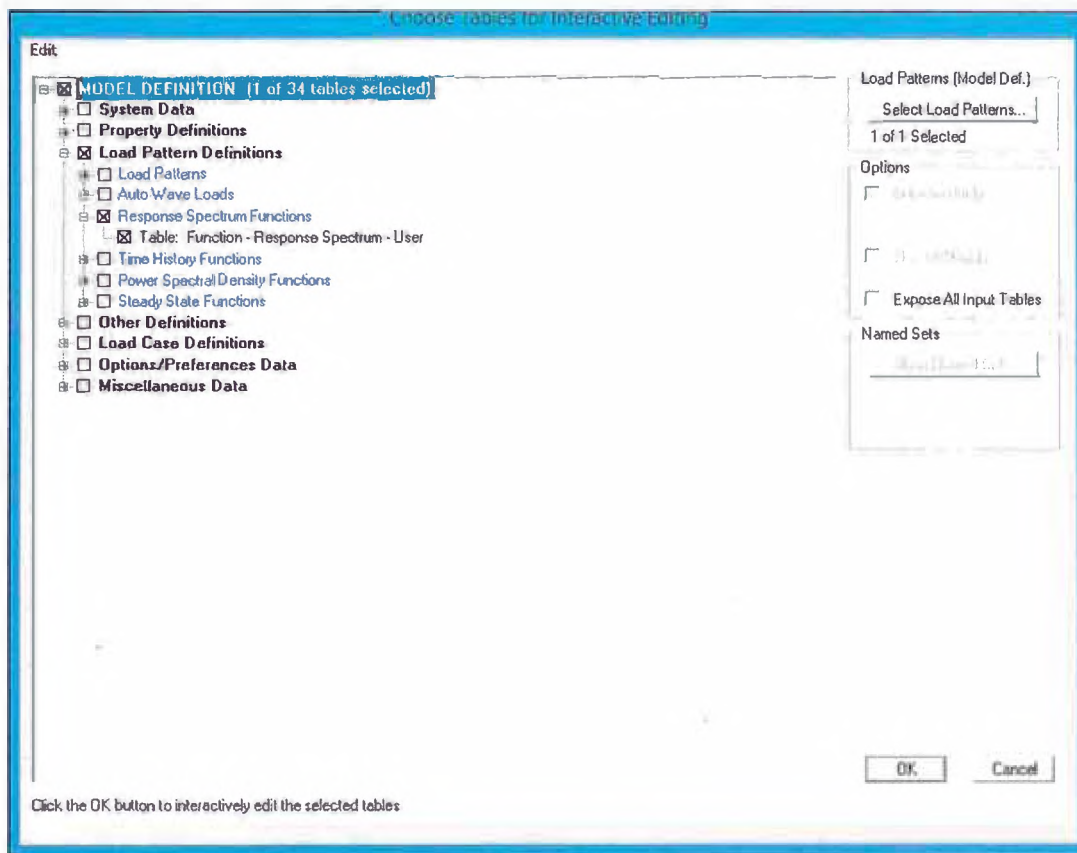 Choose Tables for Interactive Editing
Edit
MODEL DEFINITION (1 of 34 tables selected)
System Data
Property Definitions
Load Pattern Definitions
Load Patterns
Auto Wave Loads
Response Spectrum Functions
Table: Function - Response Spectrum - User
Time History Functions
Power Spectral Density Functions
Steady State Functions
Other Definitions
Load Case Definitions
Options/Preferences Data
Miscellaneous Data
Load Patterns (Model Def.)
Select Load Patterns...
1 of 1 Selected
Options
Expose All Input Tables
Named Sets
OK
Cancel
Click the OK button to interactively edit the selected tables